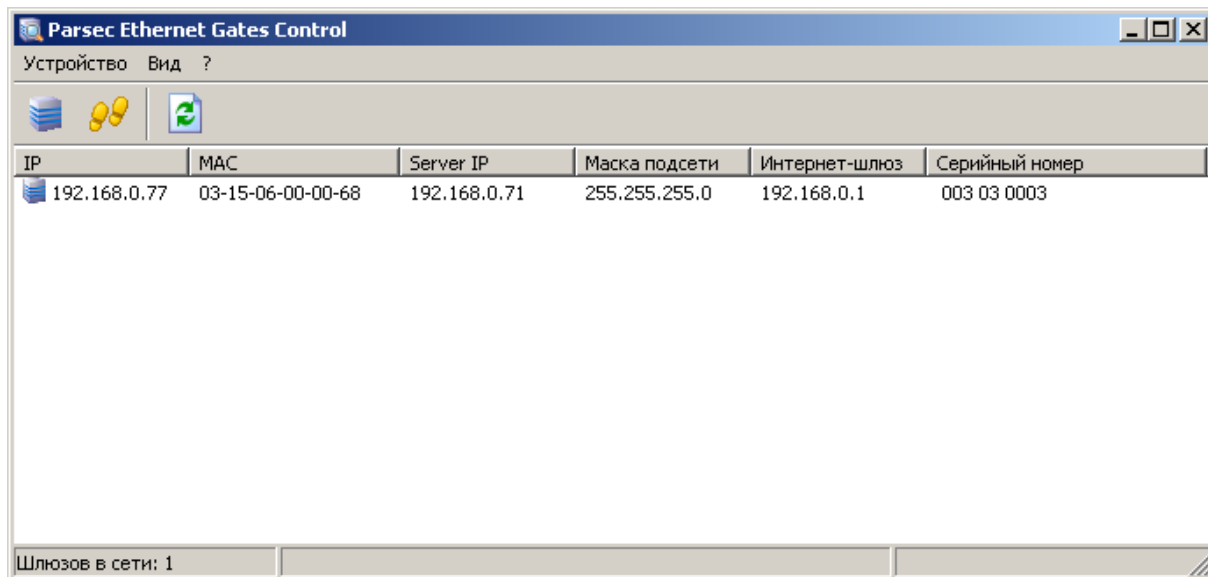 Parsec Ethernet Gates Control
Устройство Вид ?
IP MAC Server IP Маска подсети Интернет-шлюз Серийный номер
192.168.0.77 03-15-06-00-00-68 192.168.0.71 255.255.255.0 192.168.0.1 003 03 0003
Шлюзов в сети: 1